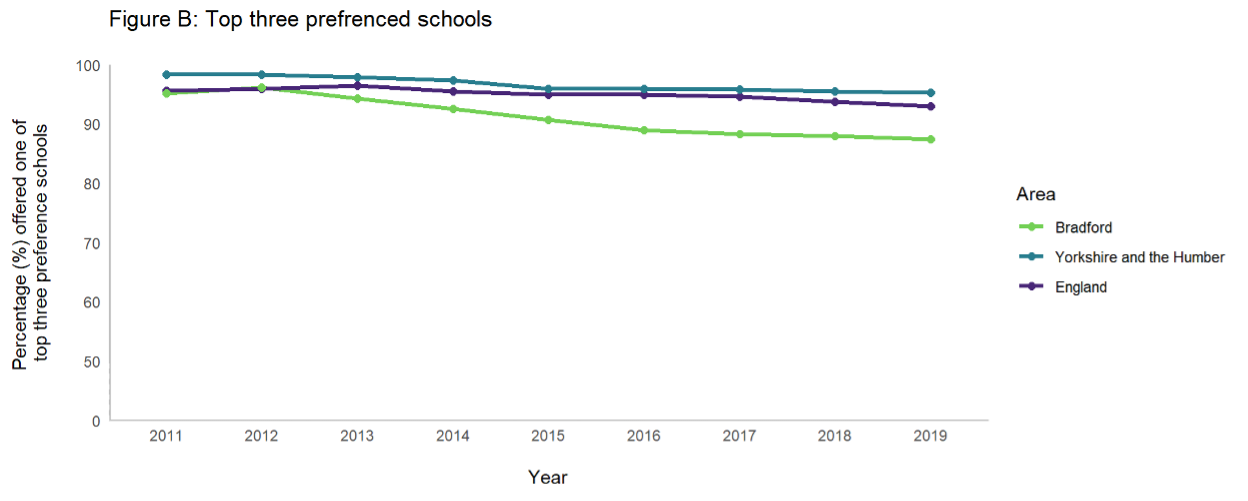 Figure B: Top three prefrenced schools
Percentage (%) offered one of
top three preference schools
100
90
80
70
60
50
0
2011 2012 2013 2014 2015 2016 2017 2018 2019
Year
Area
Bradford
Yorkshire and the Humber
England